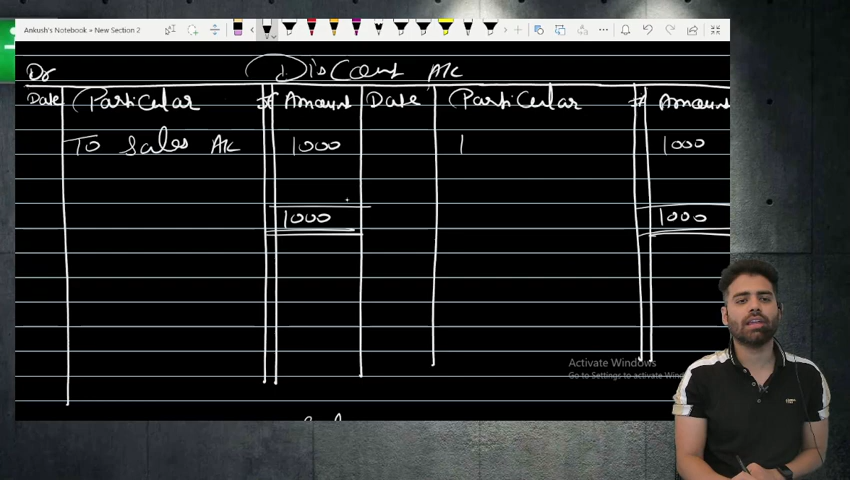 Ankush's Notebook » New Section 2
Dr Discount A/c
Date Particular Amount Date Particular Amount
To Sales A/c 1000 1000
1000 1000
Activate Windows
Go to Settings to activate Wind